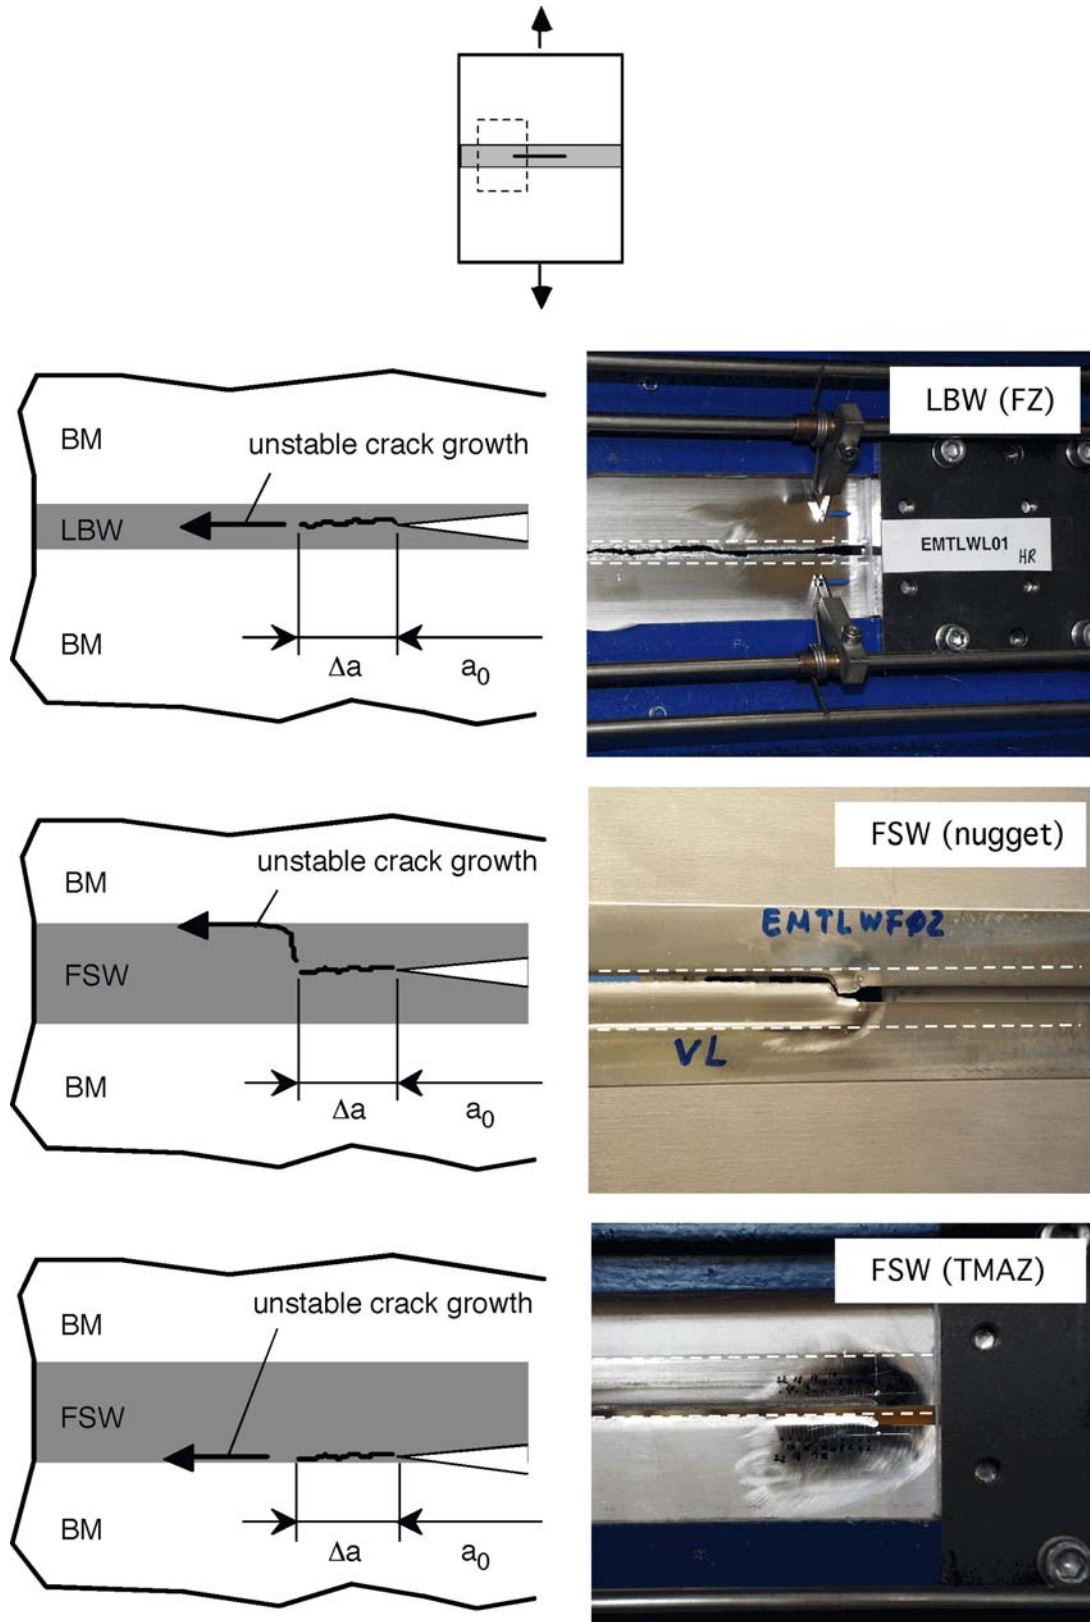 BM
unstable crack growth
LBW
BM
Δa
a0
LBW (FZ)
EMTLWL01
HR
BM
unstable crack growth
FSW
BM
Δa
a0
FSW (nugget)
EMTLWFØ2
VL
BM
unstable crack growth
FSW
BM
Δa
a0
FSW (TMAZ)